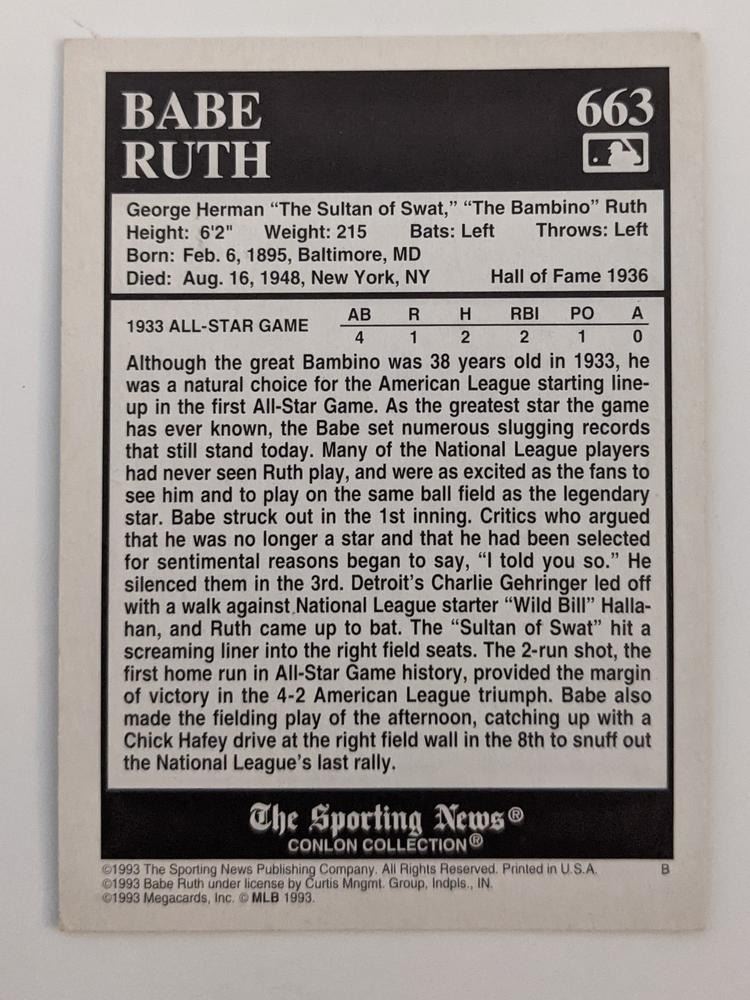 BABE
RUTH
663
George Herman “The Sultan of Swat,” “The Bambino” Ruth
Height: 6'2" Weight: 215 Bats: Left Throws: Left
Born: Feb. 6, 1895, Baltimore, MD
Died: Aug. 16, 1948, New York, NY Hall of Fame 1936
AB R H RBI PO A
1933 ALL-STAR GAME
4 1 2 2 1 0
Although the great Bambino was 38 years old in 1933, he
was a natural choice for the American League starting line-
up in the first All-Star Game. As the greatest star the game
has ever known, the Babe set numerous slugging records
that still stand today. Many of the National League players
had never seen Ruth play, and were as excited as the fans to
see him and to play on the same ball field as the legendary
star. Babe struck out in the 1st inning. Critics who argued
that he was no longer a star and that he had been selected
for sentimental reasons began to say, “I told you so.” He
silenced them in the 3rd. Detroit’s Charlie Gehringer led off
with a walk against National League starter “Wild Bill” Halla-
han, and Ruth came up to bat. The “Sultan of Swat” hit a
screaming liner into the right field seats. The 2-run shot, the
first home run in All-Star Game history, provided the margin
of victory in the 4-2 American League triumph. Babe also
made the fielding play of the afternoon, catching up with a
Chick Hafey drive at the right field wall in the 8th to snuff out
the National League’s last rally.
The Sporting News®
CONLON COLLECTION®
©1993 The Sporting News Publishing Company. All Rights Reserved. Printed in U.S.A. B
©1993 Babe Ruth under license by Curtis Mngmt. Group, Indpls., IN.
©1993 Megacards, Inc. © MLB 1993.